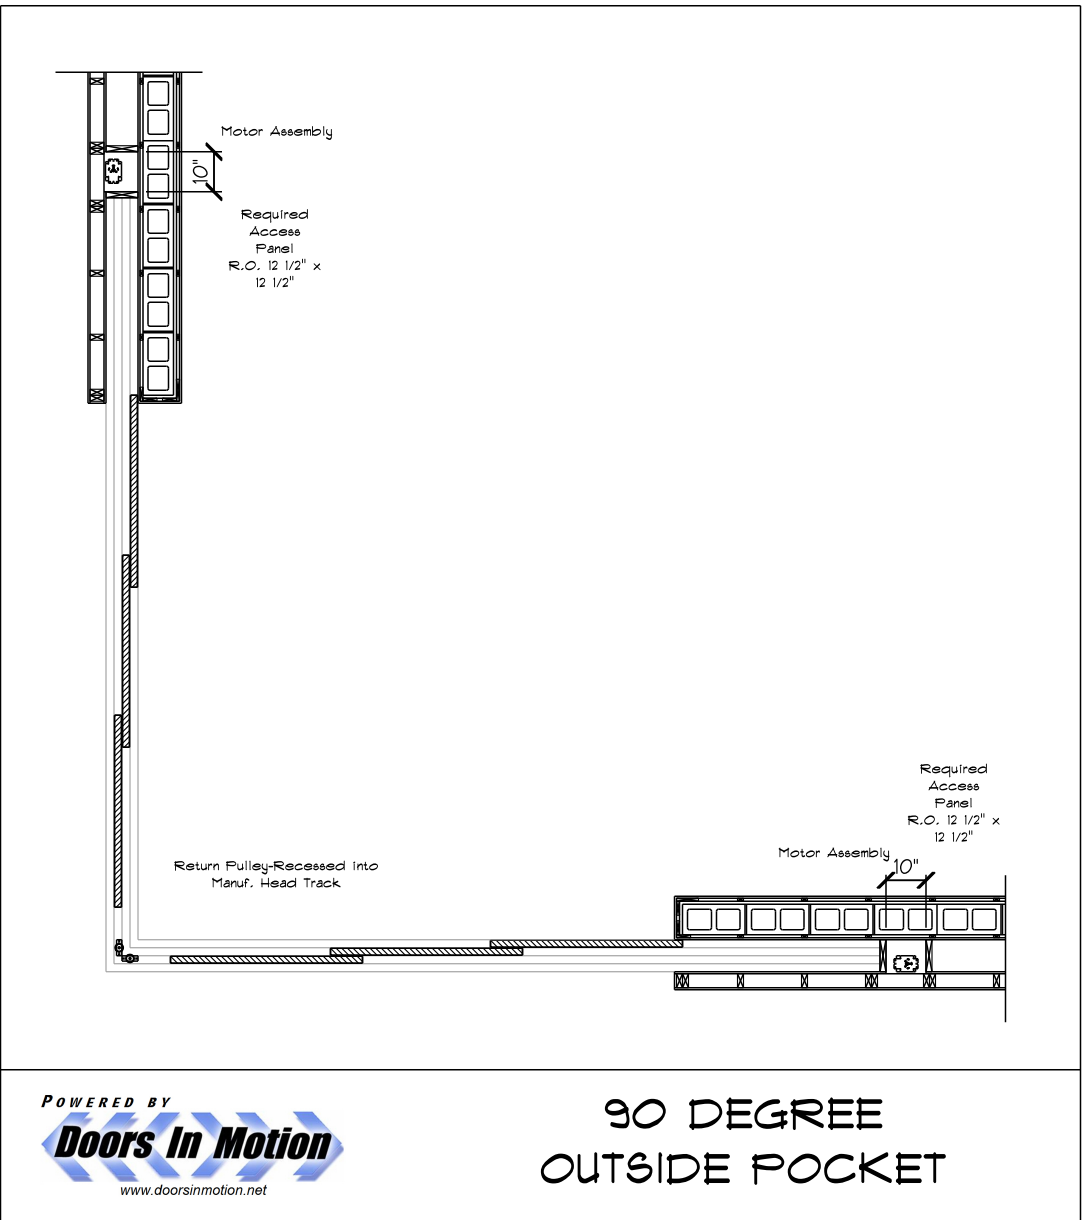 Motor Assembly
10"
Required
Access
Panel
R.O. 12 1/2" x
12 1/2"
Required
Access
Panel
R.O. 12 1/2" x
12 1/2"
Motor Assembly
10"
Return Pulley-Recessed into
Manuf. Head Track
POWERED BY
Doors In Motion
www.doorsinmotion.net
90 DEGREE
OUTSIDE POCKET